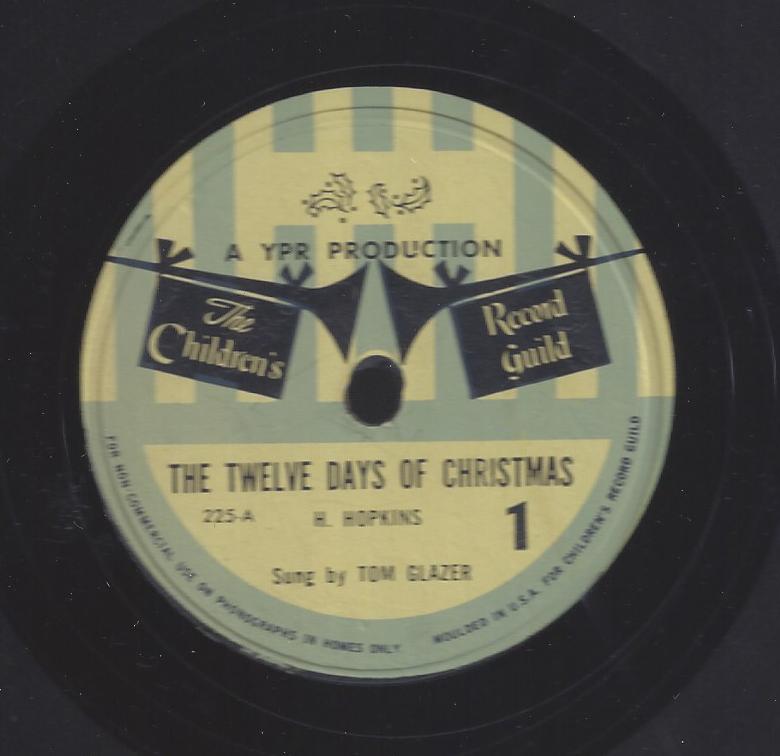 A YPR PRODUCTION
The
Children's
Record
Guild
THE TWELVE DAYS OF CHRISTMAS
225-A H. HOPKINS 1
Sung by TOM GLAZER
FOR NON COMMERCIAL USE ON PHONOGRAPHS IN HOMES ONLY
MOULDED IN U.S.A. FOR CHILDREN'S RECORD GUILD